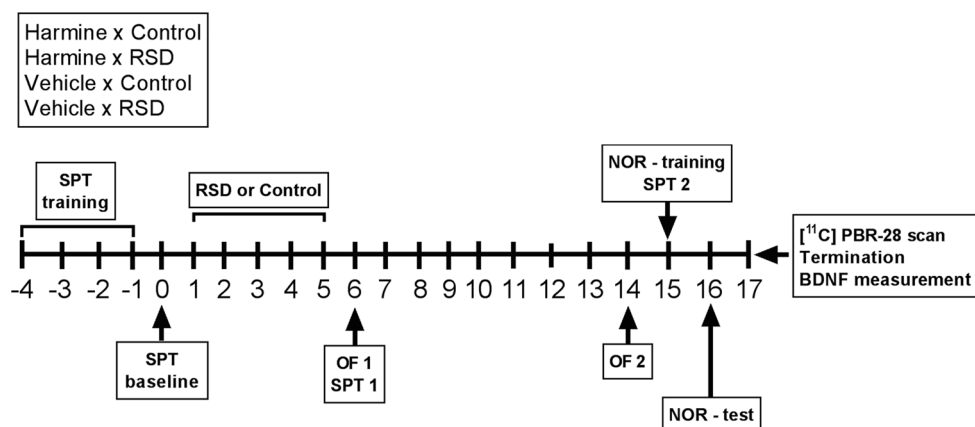 Harmine x Control
Harmine x RSD
Vehicle x Control
Vehicle x RSD
SPT
training
RSD or Control
NOR - training
SPT 2
[¹¹C] PBR-28 scan
Termination
BDNF measurement
-4 -3 -2 -1 0 1 2 3 4 5 6 7 8 9 10 11 12 13 14 15 16 17
SPT
baseline
OF 1
SPT 1
OF 2
NOR - test